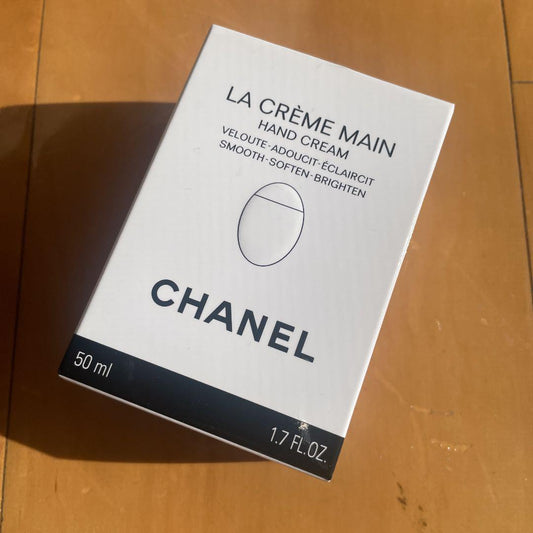 LA CRÈME MAIN
HAND CREAM
VELOUTE-ADOUCIT-ÉCLAIRCIT
SMOOTH-SOFTEN-BRIGHTEN
CHANEL
50 ml
1.7 FL.OZ.